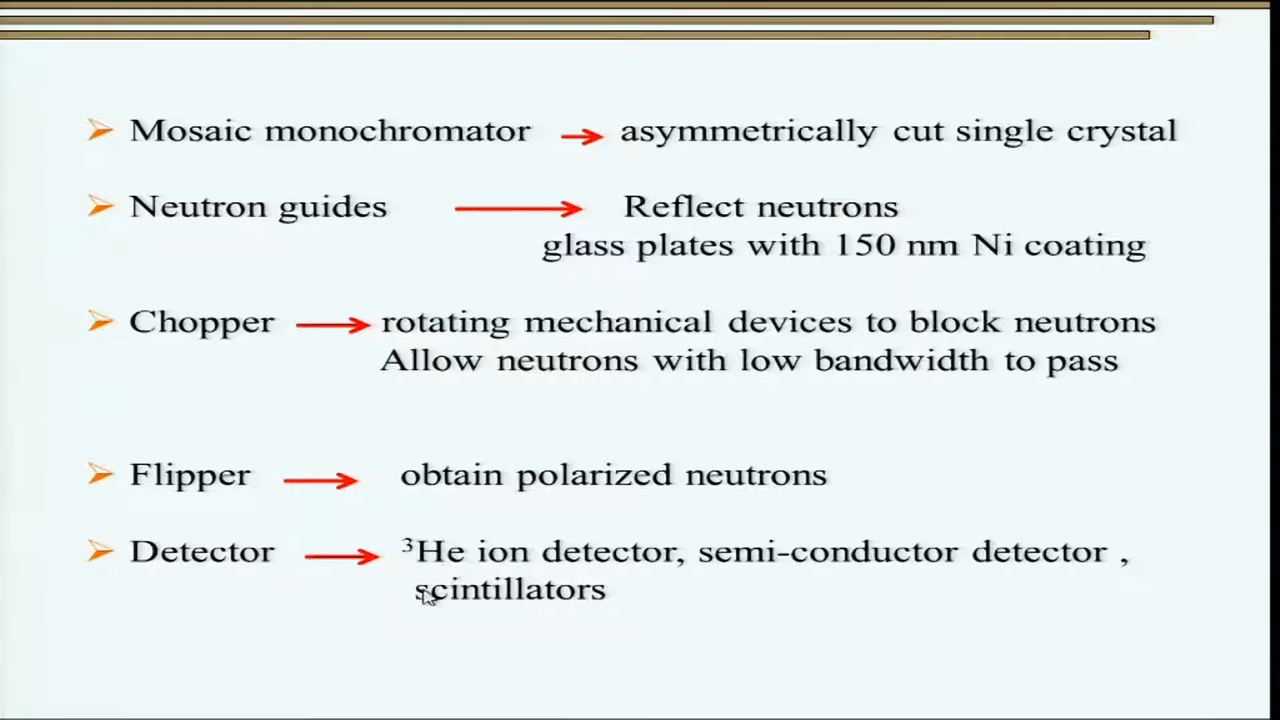 Mosaic monochromator → asymmetrically cut single crystal
Neutron guides → Reflect neutrons
glass plates with 150 nm Ni coating
Chopper → rotating mechanical devices to block neutrons
Allow neutrons with low bandwidth to pass
Flipper → obtain polarized neutrons
Detector → ³He ion detector, semi-conductor detector ,
scintillators